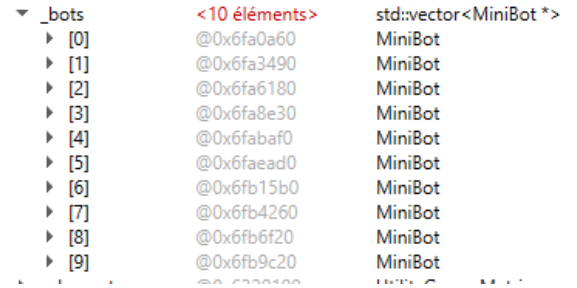 _bots <10 éléments> std::vector<MiniBot *>
[0] @0x6fa0a60 MiniBot
[1] @0x6fa3490 MiniBot
[2] @0x6fa6180 MiniBot
[3] @0x6fa8e30 MiniBot
[4] @0x6fabaf0 MiniBot
[5] @0x6faead0 MiniBot
[6] @0x6fb15b0 MiniBot
[7] @0x6fb4260 MiniBot
[8] @0x6fb6f20 MiniBot
[9] @0x6fb9c20 MiniBot